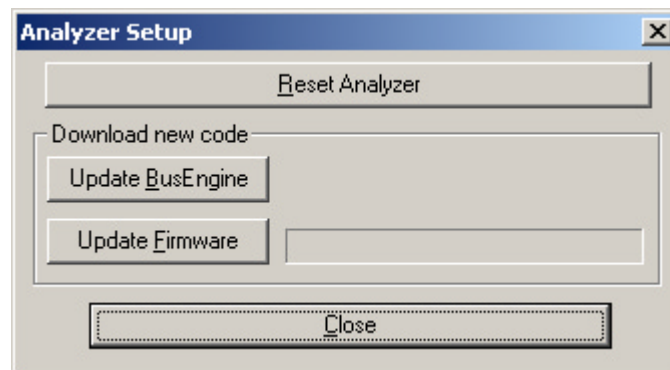 Analyzer Setup
Reset Analyzer
Download new code
Update BusEngine
Update Firmware
Close